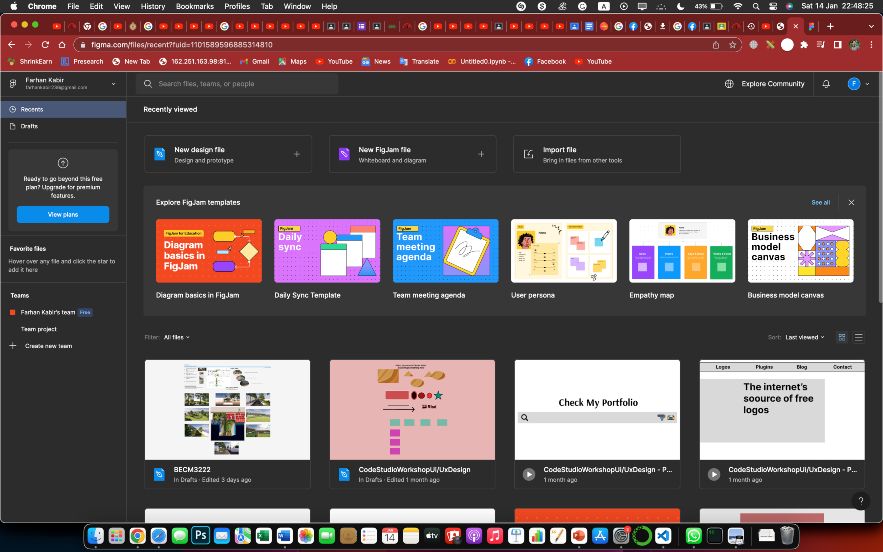 Chrome File Edit View History Bookmarks Profiles Tab Window Help
43% Sat 14 Jan 22:48:25
figma.com/files/recent?fuid=1101589596885314810
ShrinkEarn Presearch New Tab 162.251.163.98:81... Gmail Maps YouTube News Translate Untitled0.ipynb -... Facebook YouTube
Farhan Kabir
farhankabir239@gmail.com
Search files, teams, or people
Explore Community
F
Recents
Drafts
Ready to go beyond this free
plan? Upgrade for premium
features.
View plans
Favorite files
Hover over any file and click the star to
add it here
Teams
Farhan Kabir's team Free
Team project
Create new team
Recently viewed
New design file
Design and prototype
New FigJam file
Whiteboard and diagram
Import file
Bring in files from other tools
Explore FigJam templates
See all
FigJam for Education
Diagram
basics in
FigJam
FigJam
Daily
sync
FigJam
Team
meeting
agenda
FigJam
Business
model
canvas
Diagram basics in FigJam
Daily Sync Template
Team meeting agenda
User persona
Empathy map
Business model canvas
Filter: All files
Sort: Last viewed
Check My Portfolio
Logos Plugins Blog Contact
The internet's
soource of free
logos
BECM3222
In Drafts · Edited 3 days ago
CodeStudioWorkshopUI/UxDesign
In Drafts · Edited 1 month ago
CodeStudioWorkshopUI/UxDesign - P...
1 month ago
CodeStudioWorkshopUI/UxDesign - P...
1 month ago
?
JAN
14
Ps
tv